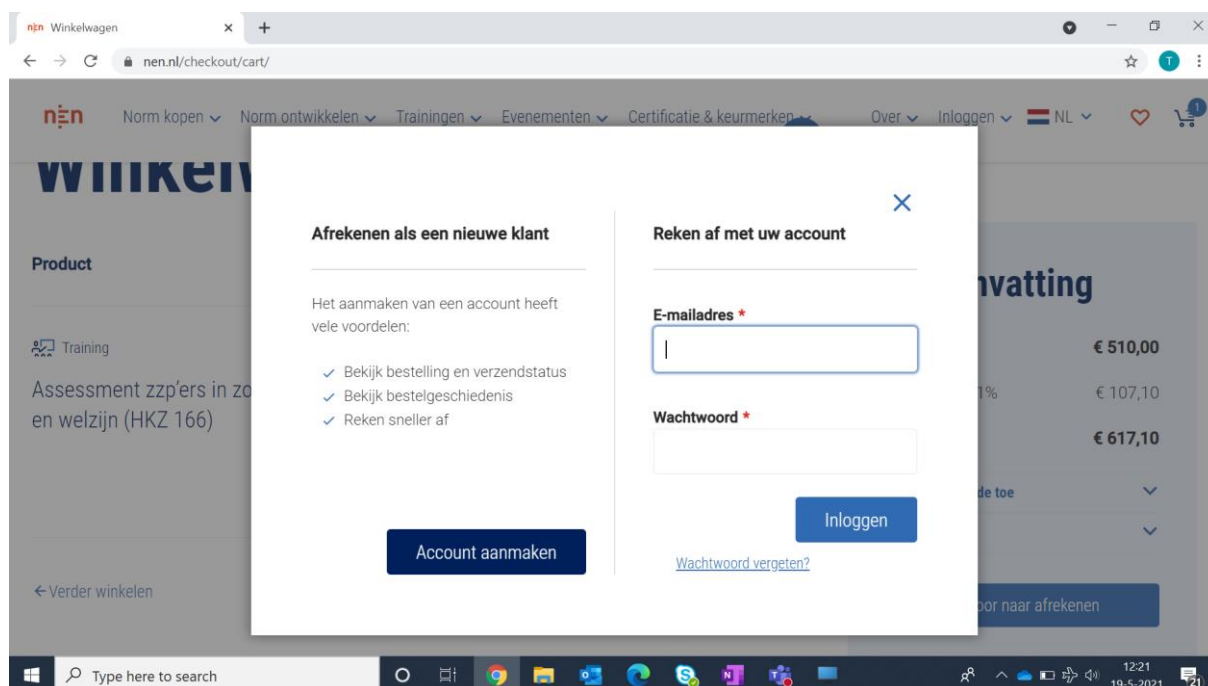 nen Winkelwagen
nen.nl/checkout/cart/
T
nen
Norm kopen
Norm ontwikkelen
Trainingen
Evenementen
Certificatie & keurmerken
Over
Inloggen
NL
1
Product
Training
Assessment zzp'ers in zo
en welzijn (HKZ 166)
Verder winkelen
Afrekenen als een nieuwe klant
Het aanmaken van een account heeft
vele voordelen:
Bekijk bestelling en verzendstatus
Bekijk bestelgeschiedenis
Reken sneller af
Account aanmaken
Reken af met uw account
E-mailadres *
Wachtwoord *
Inloggen
Wachtwoord vergeten?
nvatting
€ 510,00
1% € 107,10
€ 617,10
de toe
oor naar afrekenen
Type here to search
12:21
19-5-2021
21